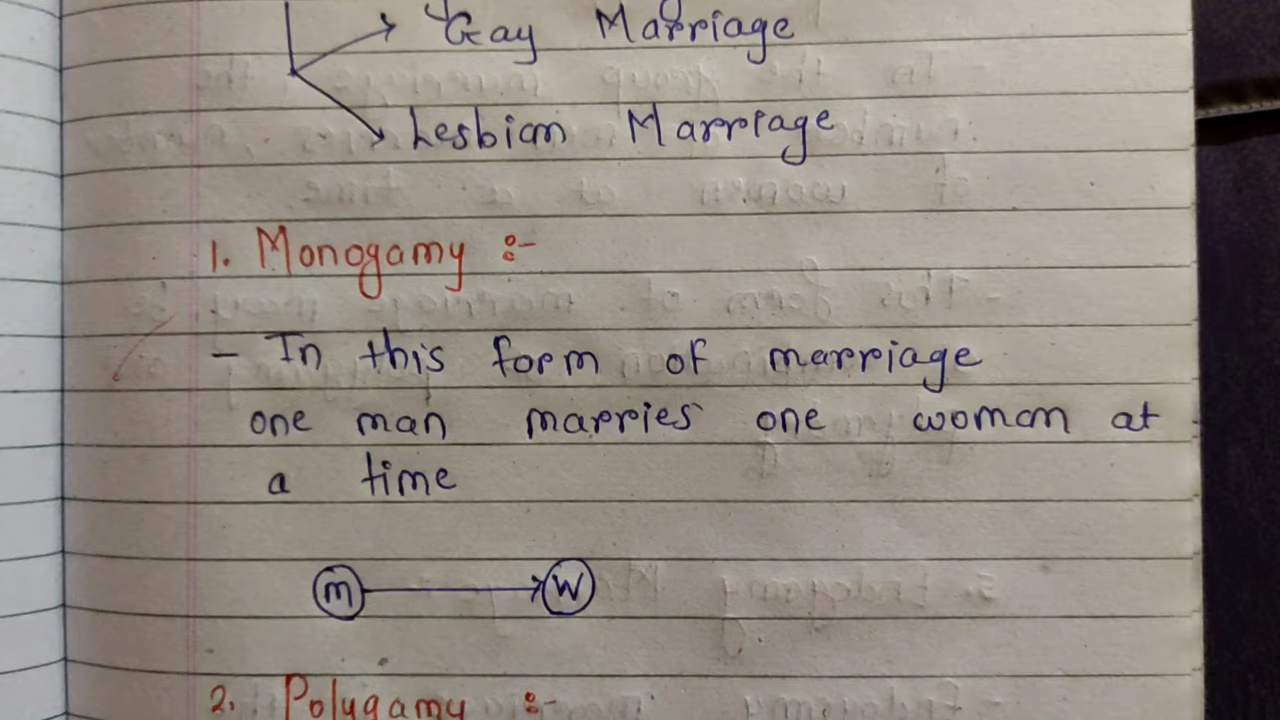 Gay Marriage
Lesbian Marriage
1. Monogamy :-
- In this form of marriage
one man marries one woman at
a time
m W
2. Polygamy :-